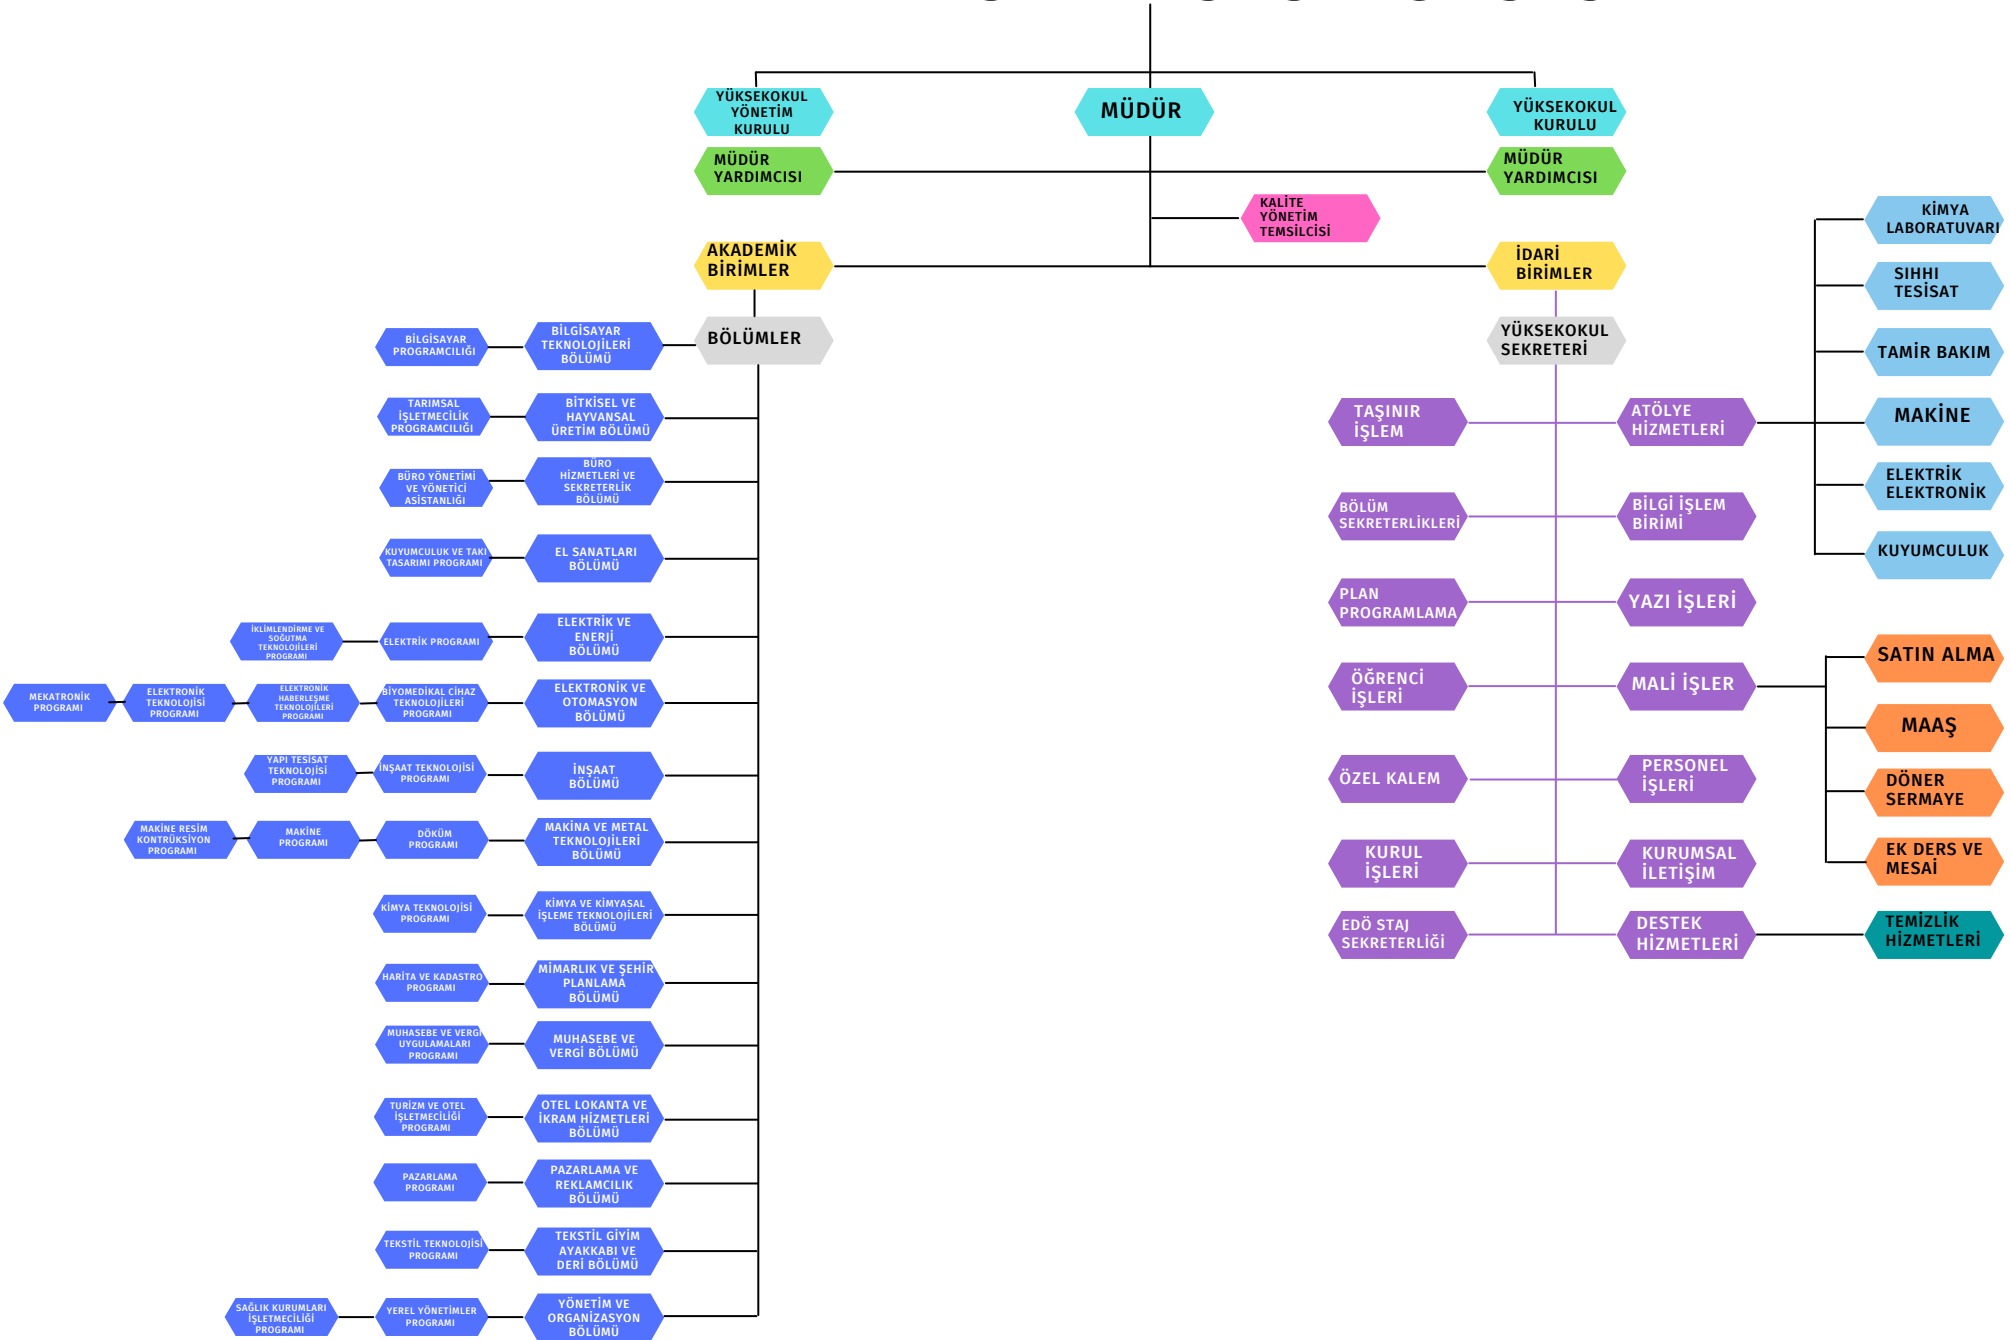 YÜKSEKOKUL
YÖNETİM
KURULU
MÜDÜR
YÜKSEKOKUL
KURULU
MÜDÜR
YARDIMCISI
MÜDÜR
YARDIMCISI
KALİTE
YÖNETİM
TEMSİLCİSİ
AKADEMİK
BİRİMLER
İDARİ
BİRİMLER
BÖLÜMLER
YÜKSEKOKUL
SEKRETERİ
BİLGİSAYAR
TEKNOLOJİLERİ
BÖLÜMÜ
BİLGİSAYAR
PROGRAMCILIĞI
BİTKİSEL VE
HAYVANSAL
ÜRETİM BÖLÜMÜ
TARIMSAL
İŞLETMECİLİK
PROGRAMCILIĞI
BÜRO
HİZMETLERİ VE
SEKRETERLİK
BÖLÜMÜ
BÜRO YÖNETİMİ
VE YÖNETİCİ
ASİSTANLIĞI
EL SANATLARI
BÖLÜMÜ
KUYUMCULUK VE TAKI
TASARIMI PROGRAMI
ELEKTRİK VE
ENERJİ
BÖLÜMÜ
ELEKTRİK PROGRAMI
İKLİMLENDİRME VE
SOĞUTMA
TEKNOLOJİLERİ
PROGRAMI
ELEKTRONİK VE
OTOMASYON
BÖLÜMÜ
BİYOMEDİKAL CİHAZ
TEKNOLOJİLERİ
PROGRAMI
ELEKTRONİK
HABERLEŞME
TEKNOLOJİLERİ
PROGRAMI
ELEKTRONİK
TEKNOLOJİSİ
PROGRAMI
MEKATRONİK
PROGRAMI
İNŞAAT
BÖLÜMÜ
İNŞAAT TEKNOLOJİSİ
PROGRAMI
YAPI TESİSAT
TEKNOLOJİSİ
PROGRAMI
MAKİNA VE METAL
TEKNOLOJİLERİ
BÖLÜMÜ
DÖKÜM
PROGRAMI
MAKİNE
PROGRAMI
MAKİNE RESİM
KONTRÜKSİYON
PROGRAMI
KİMYA VE KİMYASAL
İŞLEME TEKNOLOJİLERİ
BÖLÜMÜ
KİMYA TEKNOLOJİSİ
PROGRAMI
MİMARLIK VE ŞEHİR
PLANLAMA
BÖLÜMÜ
HARİTA VE KADASTRO
PROGRAMI
MUHASEBE VE
VERGİ BÖLÜMÜ
MUHASEBE VE VERGİ
UYGULAMALARI
PROGRAMI
OTEL LOKANTA VE
İKRAM HİZMETLERİ
BÖLÜMÜ
TURİZM VE OTEL
İŞLETMECİLİĞİ
PROGRAMI
PAZARLAMA VE
REKLAMCILIK
BÖLÜMÜ
PAZARLAMA
PROGRAMI
TEKSTİL GİYİM
AYAKKABI VE
DERİ BÖLÜMÜ
TEKSTİL TEKNOLOJİSİ
PROGRAMI
YÖNETİM VE
ORGANİZASYON
BÖLÜMÜ
YEREL YÖNETİMLER
PROGRAMI
SAĞLIK KURUMLARI
İŞLETMECİLİĞİ
PROGRAMI
TAŞINIR
İŞLEM
ATÖLYE
HİZMETLERİ
BÖLÜM
SEKRETERLİKLERİ
BİLGİ İŞLEM
BİRİMİ
PLAN
PROGRAMLAMA
YAZI İŞLERİ
ÖĞRENCİ
İŞLERİ
MALİ İŞLER
ÖZEL KALEM
PERSONEL
İŞLERİ
KURUL
İŞLERİ
KURUMSAL
İLETİŞİM
EDÖ STAJ
SEKRETERLİĞİ
DESTEK
HİZMETLERİ
KİMYA
LABORATUVARI
SIHHI
TESİSAT
TAMİR BAKIM
MAKİNE
ELEKTRİK
ELEKTRONİK
KUYUMCULUK
SATIN ALMA
MAAŞ
DÖNER
SERMAYE
EK DERS VE
MESAİ
TEMİZLİK
HİZMETLERİ